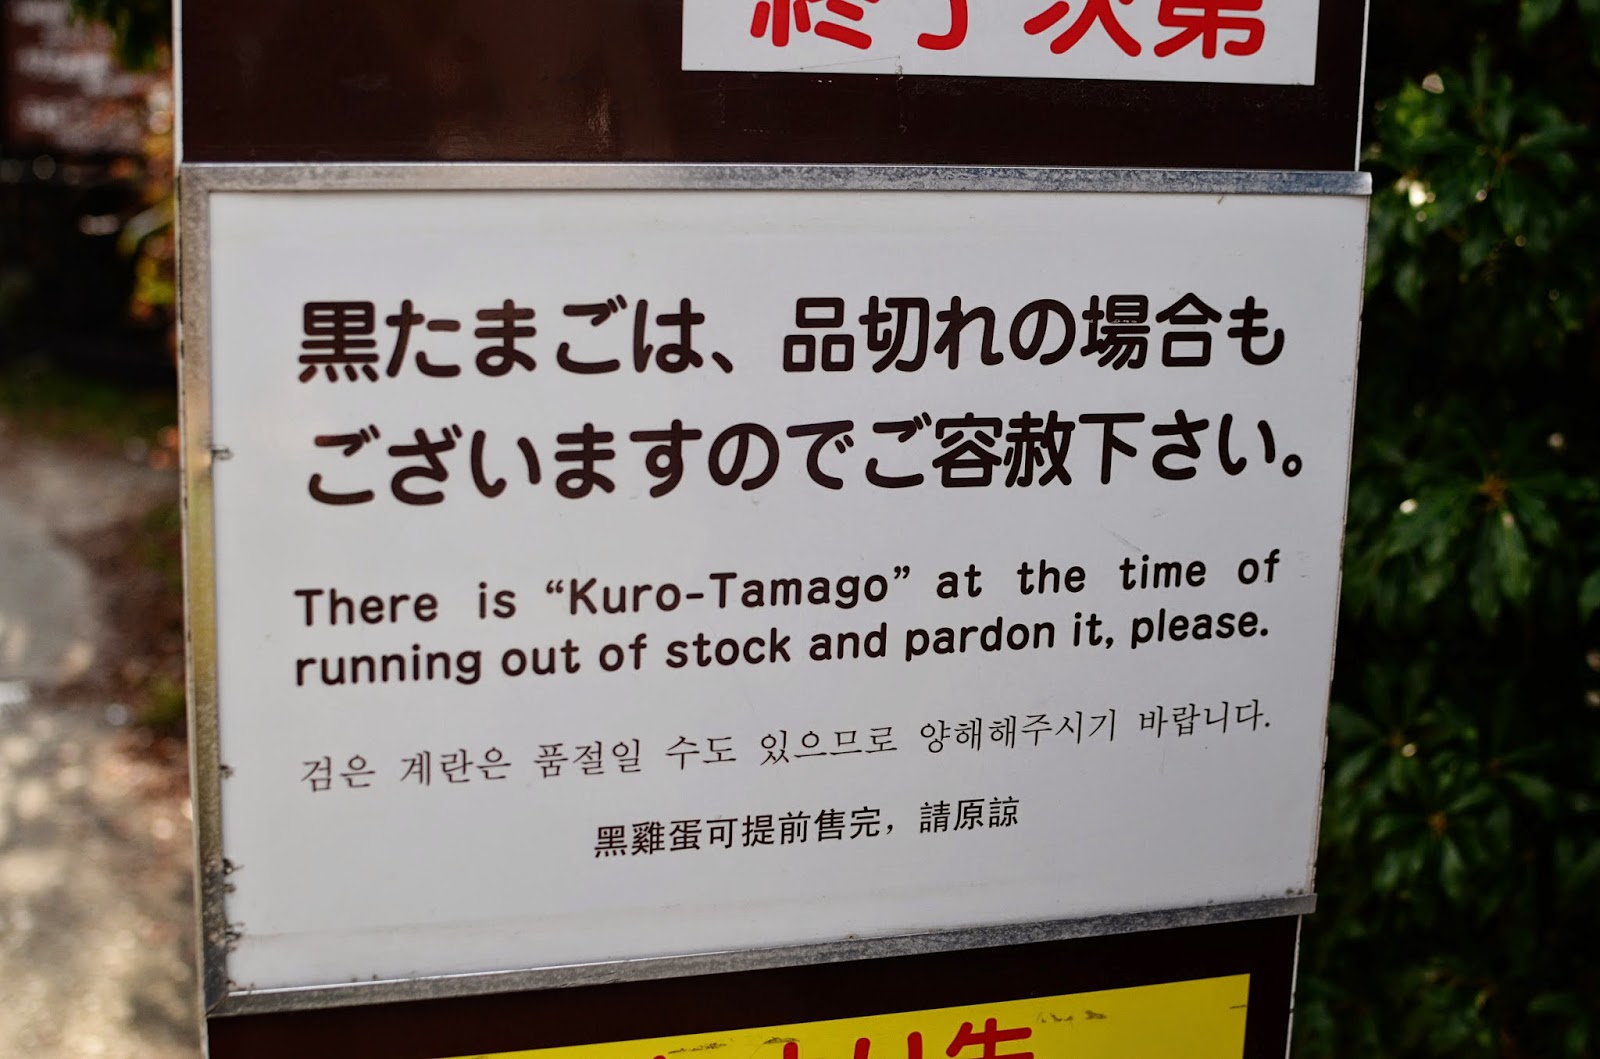 終了次第
黒たまごは、品切れの場合も
ございますのでご容赦下さい。
There is “Kuro-Tamago” at the time of
running out of stock and pardon it, please.
검은 계란은 품절일 수도 있으므로 양해해주시기 바랍니다.
黑雞蛋可提前售完，請原諒